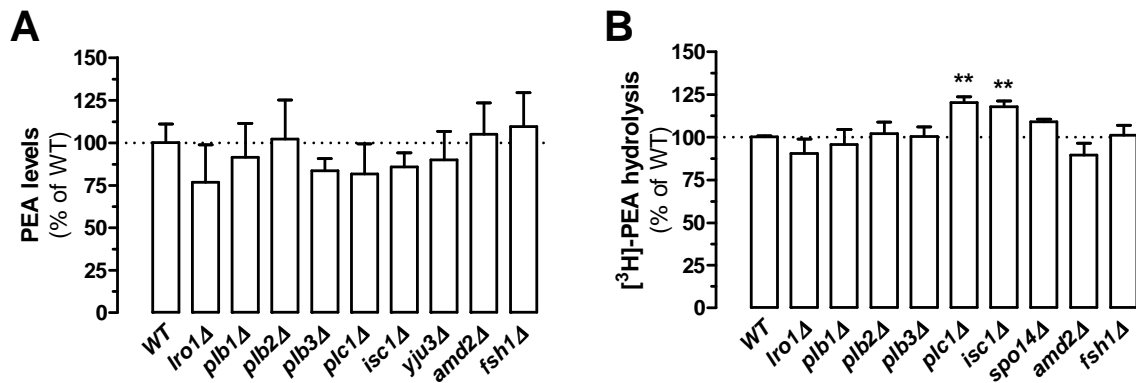 A
PEA levels
(% of WT)
150
125
100
75
50
25
0
WT
lro1Δ
plb1Δ
plb2Δ
plb3Δ
plc1Δ
isc1Δ
yju3Δ
amd2Δ
fsh1Δ
B
[³H]-PEA hydrolysis
(% of WT)
150
125
100
75
50
25
0
**
**
WT
lro1Δ
plb1Δ
plb2Δ
plb3Δ
plc1Δ
isc1Δ
spo14Δ
amd2Δ
fsh1Δ